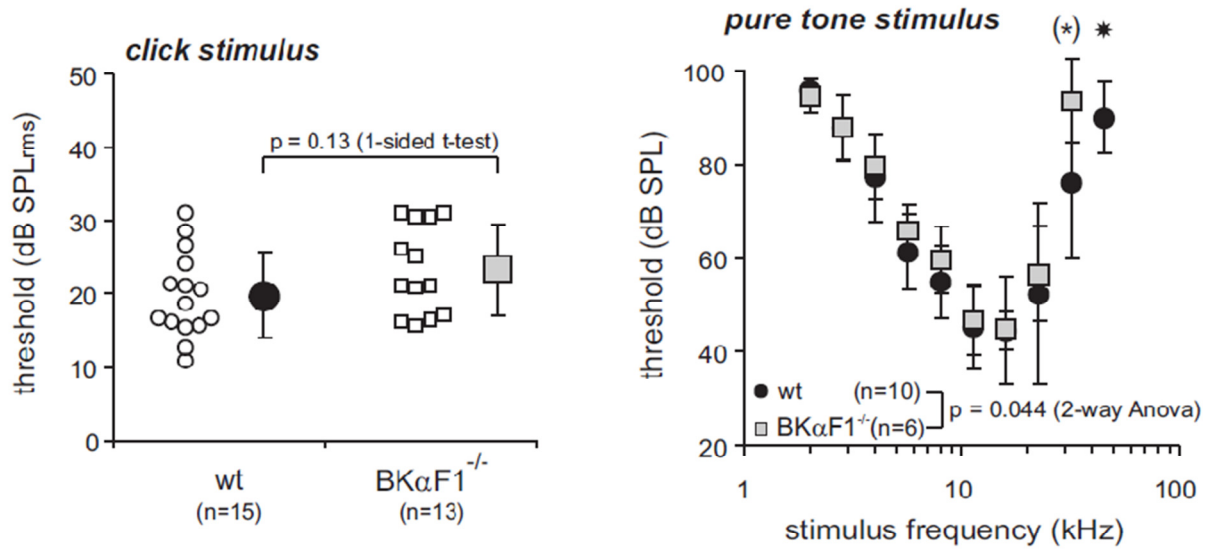 click stimulus
50
40
30
20
10
0
threshold (dB SPLrms)
p = 0.13 (1-sided t-test)
wt
(n=15)
BKαF1-/-
(n=13)
pure tone stimulus
(*) ✷
100
80
60
40
20
threshold (dB SPL)
wt (n=10)
BKαF1-/-(n=6)
p = 0.044 (2-way Anova)
1 10 100
stimulus frequency (kHz)